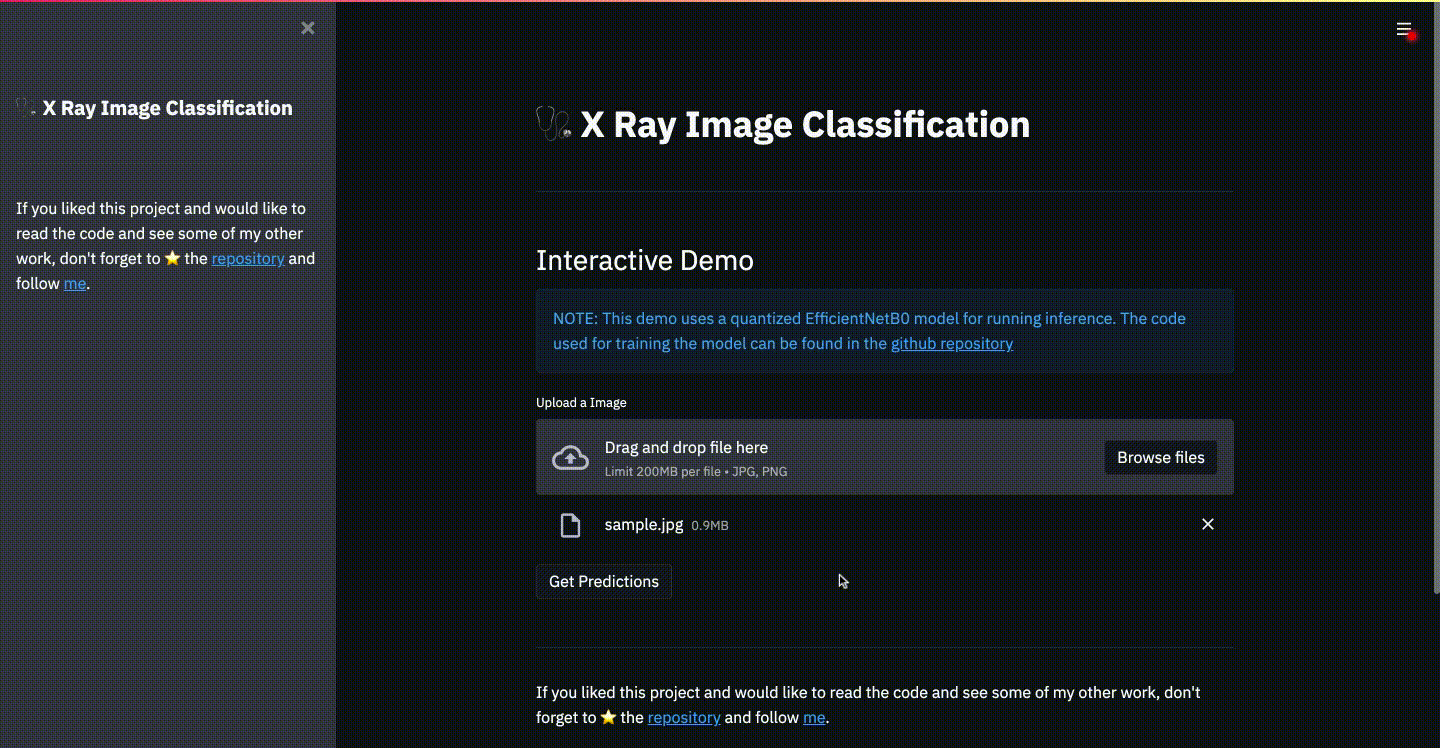 X Ray Image Classification
If you liked this project and would like to
read the code and see some of my other
work, don't forget to ⭐ the repository and
follow me.
X Ray Image Classification
Interactive Demo
NOTE: This demo uses a quantized EfficientNetB0 model for running inference. The code
used for training the model can be found in the github repository
Upload a Image
Drag and drop file here
Limit 200MB per file • JPG, PNG
Browse files
sample.jpg 0.9MB
Get Predictions
If you liked this project and would like to read the code and see some of my other work, don't
forget to ⭐ the repository and follow me.